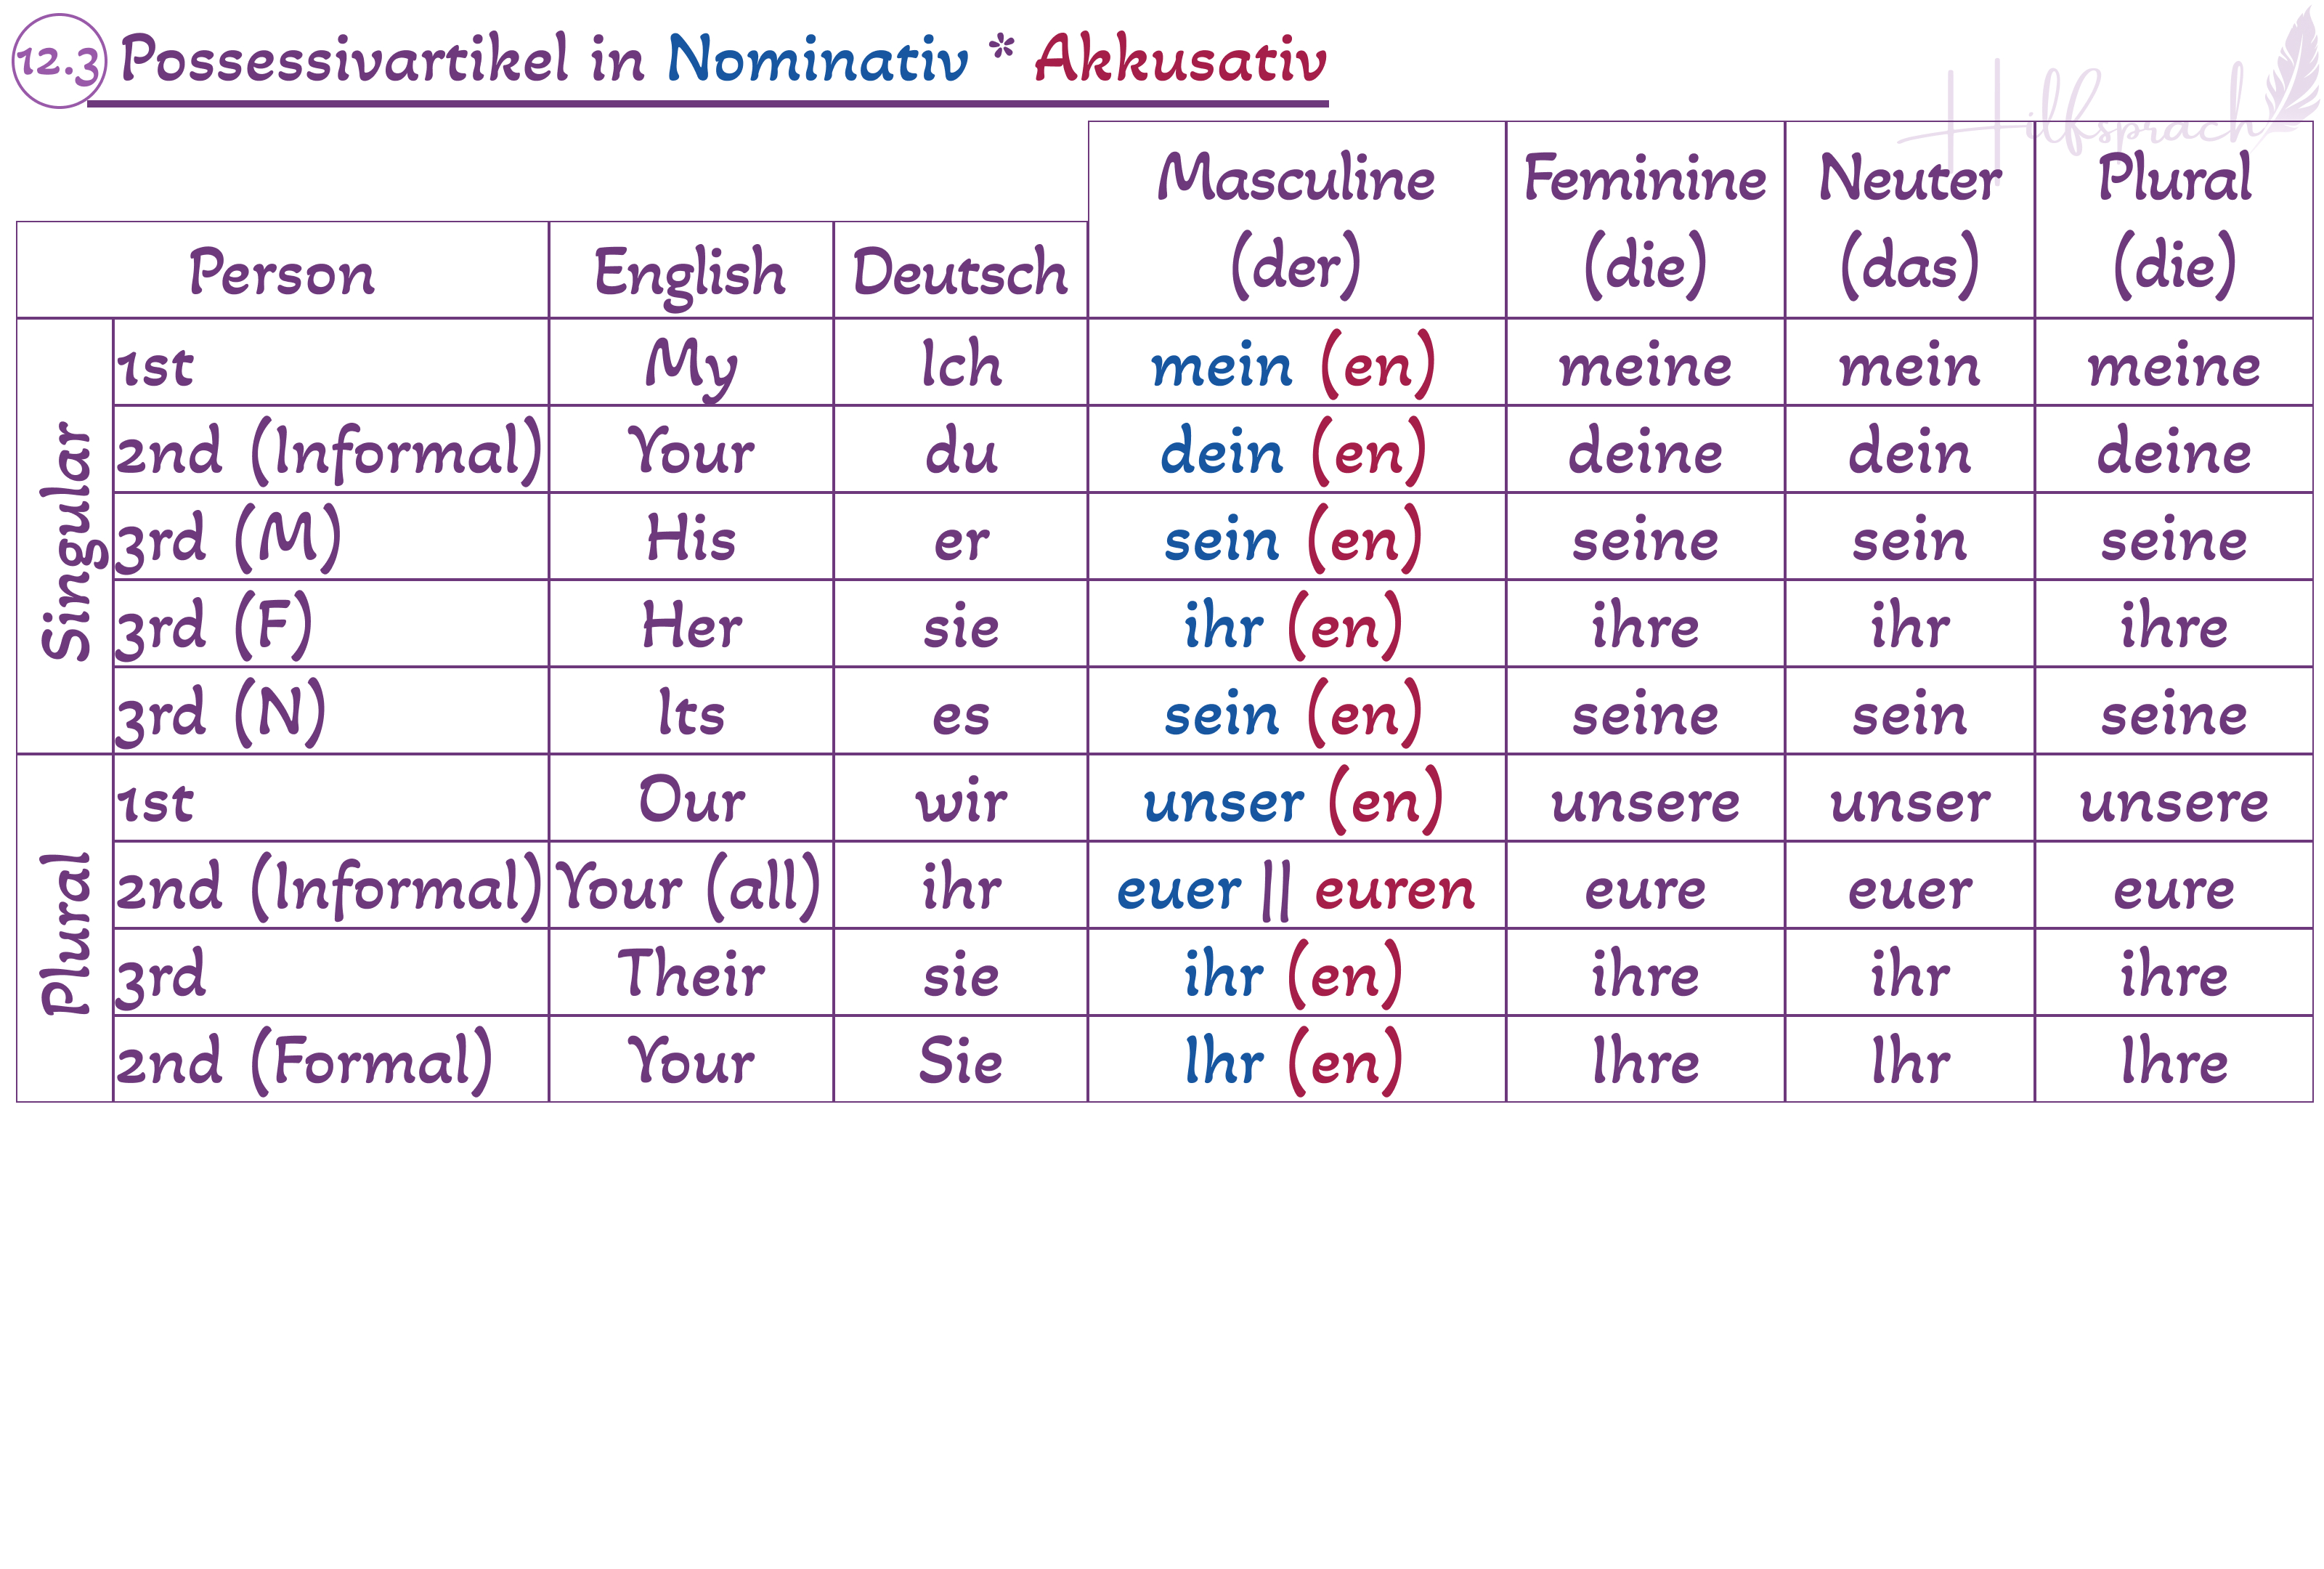 12.3 Possessivartikel in Nominativ * Akkusativ
Hilfsprach
Masculine Feminine Neuter Plural
Person English Deutsch (der) (die) (das) (die)
Singular
1st My Ich mein (en) meine mein meine
2nd (Informal) Your du dein (en) deine dein deine
3rd (M) His er sein (en) seine sein seine
3rd (F) Her sie ihr (en) ihre ihr ihre
3rd (N) Its es sein (en) seine sein seine
Plural
1st Our wir unser (en) unsere unser unsere
2nd (Informal) Your (all) ihr euer || euren eure euer eure
3rd Their sie ihr (en) ihre ihr ihre
2nd (Formal) Your Sie Ihr (en) Ihre Ihr Ihre